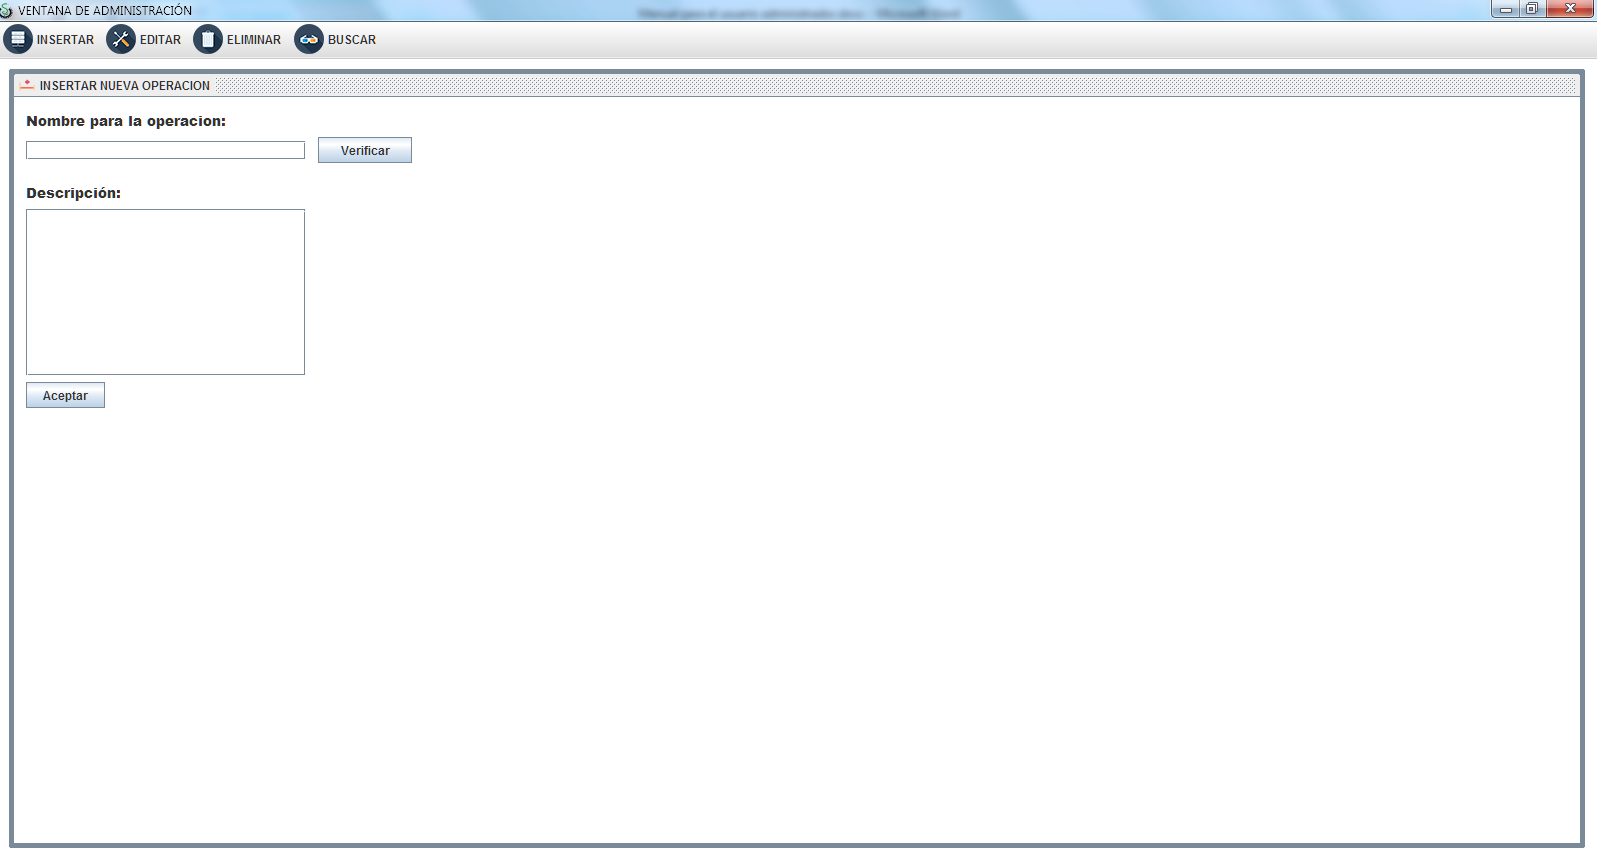 VENTANA DE ADMINISTRACIÓN
INSERTAR EDITAR ELIMINAR BUSCAR
INSERTAR NUEVA OPERACION
Nombre para la operacion:
Verificar
Descripción:
Aceptar